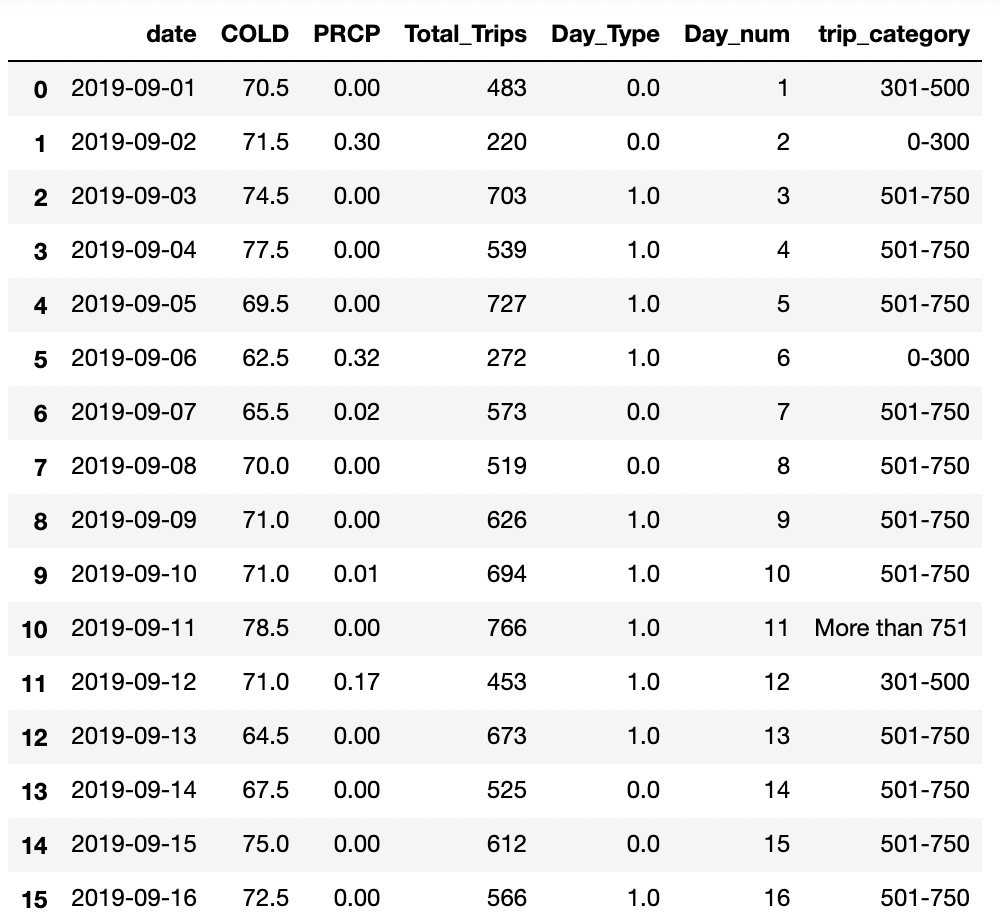 date COLD PRCP Total_Trips Day_Type Day_num trip_category
0 2019-09-01 70.5 0.00 483 0.0 1 301-500
1 2019-09-02 71.5 0.30 220 0.0 2 0-300
2 2019-09-03 74.5 0.00 703 1.0 3 501-750
3 2019-09-04 77.5 0.00 539 1.0 4 501-750
4 2019-09-05 69.5 0.00 727 1.0 5 501-750
5 2019-09-06 62.5 0.32 272 1.0 6 0-300
6 2019-09-07 65.5 0.02 573 0.0 7 501-750
7 2019-09-08 70.0 0.00 519 0.0 8 501-750
8 2019-09-09 71.0 0.00 626 1.0 9 501-750
9 2019-09-10 71.0 0.01 694 1.0 10 501-750
10 2019-09-11 78.5 0.00 766 1.0 11 More than 751
11 2019-09-12 71.0 0.17 453 1.0 12 301-500
12 2019-09-13 64.5 0.00 673 1.0 13 501-750
13 2019-09-14 67.5 0.00 525 0.0 14 501-750
14 2019-09-15 75.0 0.00 612 0.0 15 501-750
15 2019-09-16 72.5 0.00 566 1.0 16 501-750